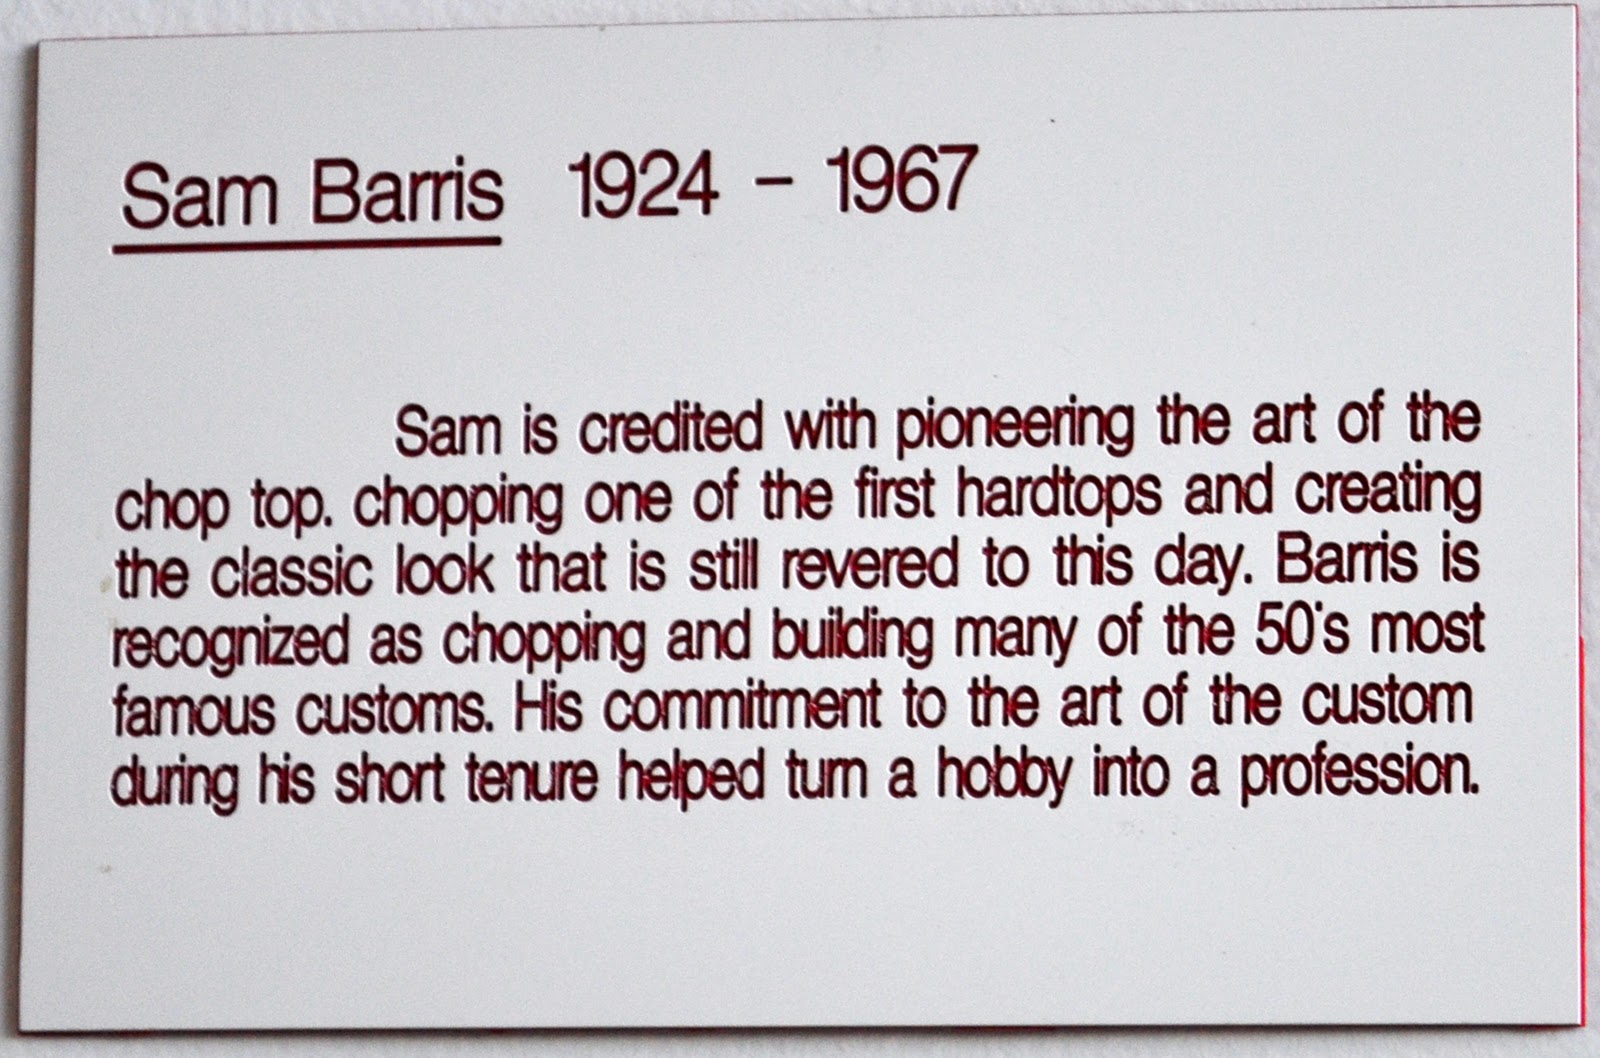 Sam Barris 1924 - 1967
Sam is credited with pioneering the art of the
chop top. chopping one of the first hardtops and creating
the classic look that is still revered to this day. Barris is
recognized as chopping and building many of the 50's most
famous customs. His commitment to the art of the custom
during his short tenure helped turn a hobby into a profession.